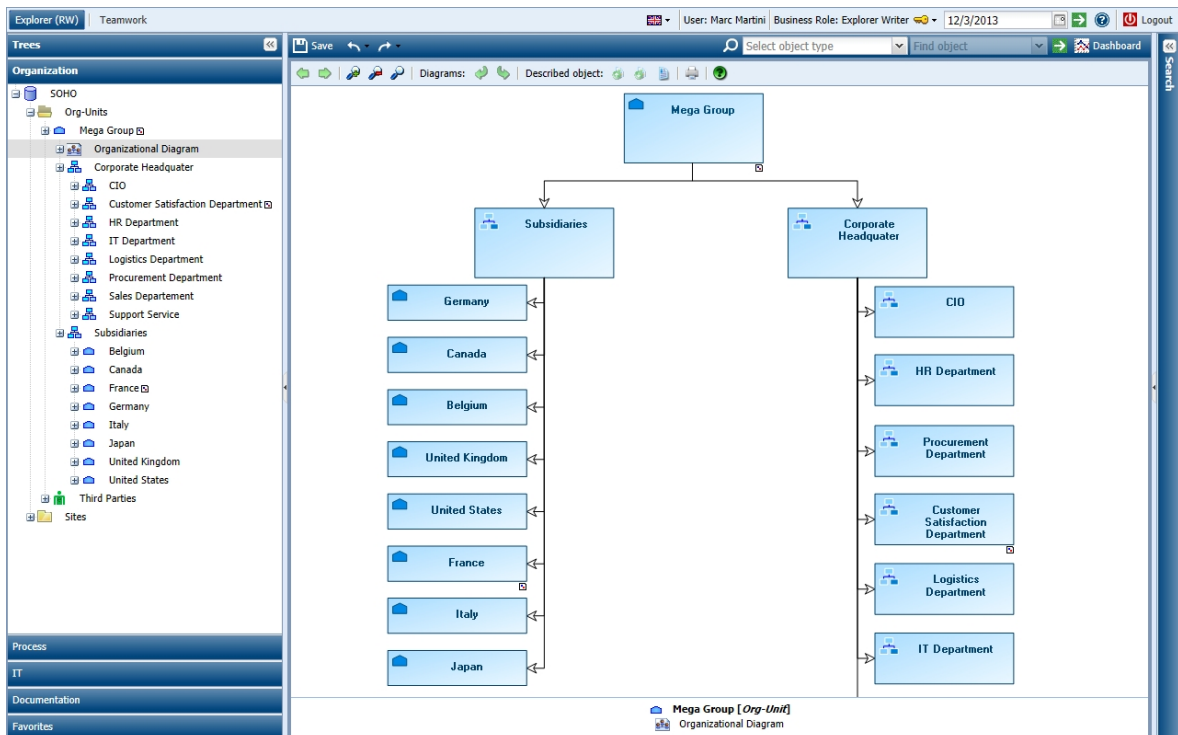 Explorer (RW) Teamwork User: Marc Martini Business Role: Explorer Writer 12/3/2013 Logout
Trees
Save Select object type Find object Dashboard
Search
Organization
Diagrams: Described object:
SOHO
Org-Units
Mega Group
Organizational Diagram
Corporate Headquater
CIO
Customer Satisfaction Department
HR Department
IT Department
Logistics Department
Procurement Department
Sales Departement
Support Service
Subsidiaries
Belgium
Canada
France
Germany
Italy
Japan
United Kingdom
United States
Third Parties
Sites
Process
IT
Documentation
Favorites
Mega Group
Subsidiaries
Corporate
Headquater
Germany
Canada
Belgium
United Kingdom
United States
France
Italy
Japan
CIO
HR Department
Procurement
Department
Customer
Satisfaction
Department
Logistics
Department
IT Department
Mega Group [Org-Unit]
Organizational Diagram